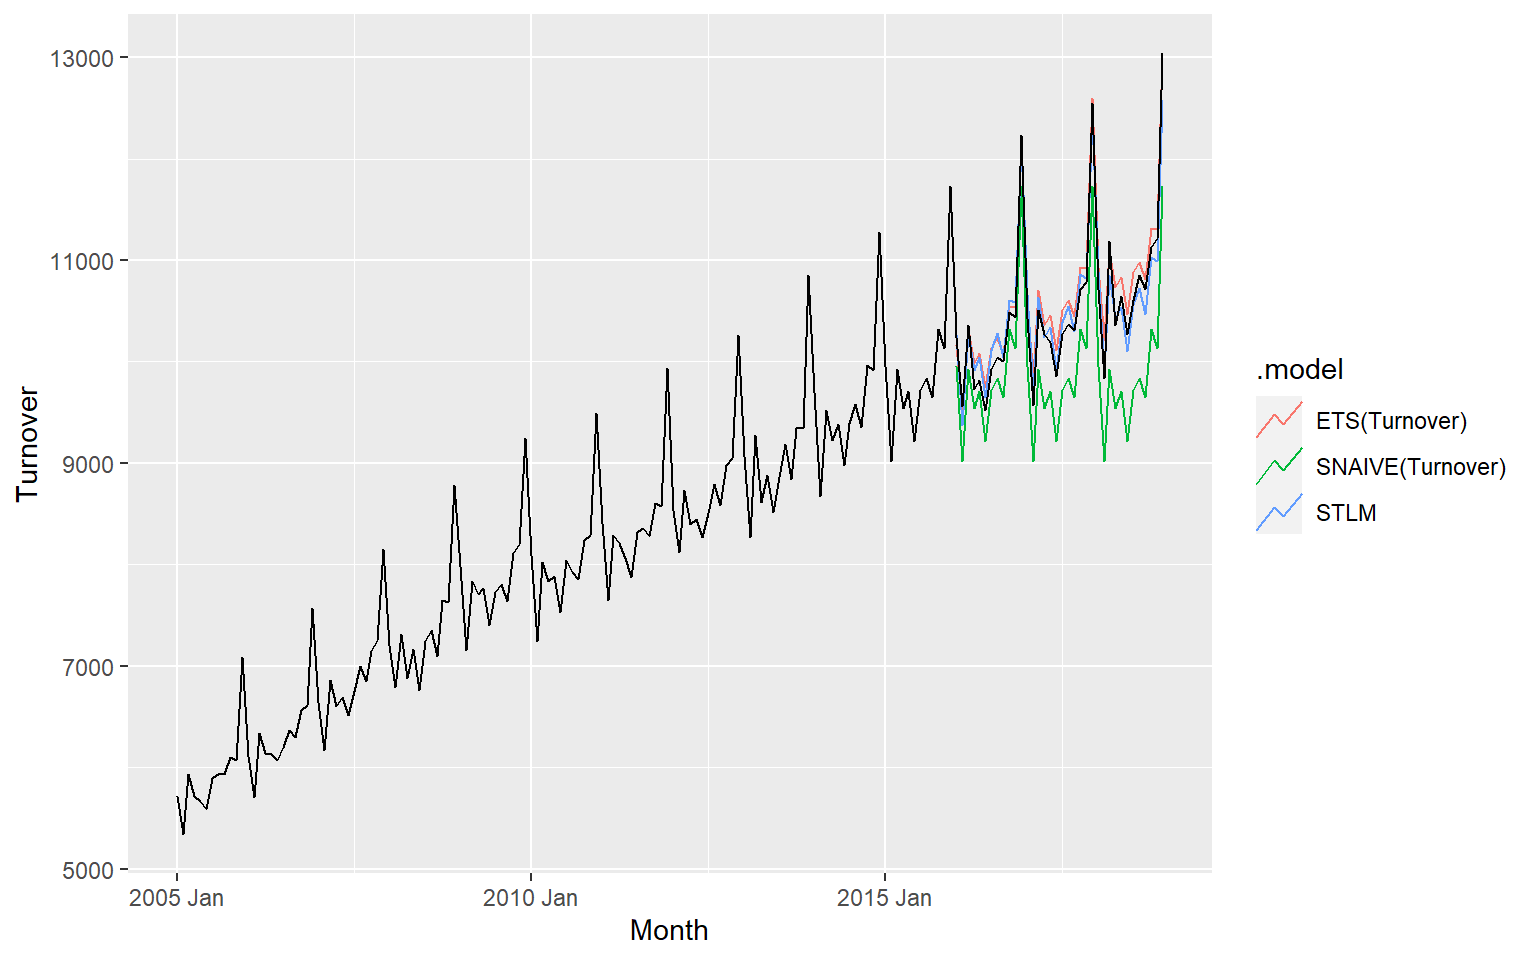 13000
11000
9000
7000
5000
Turnover
2005 Jan
2010 Jan
2015 Jan
Month
.model
ETS(Turnover)
SNAIVE(Turnover)
STLM